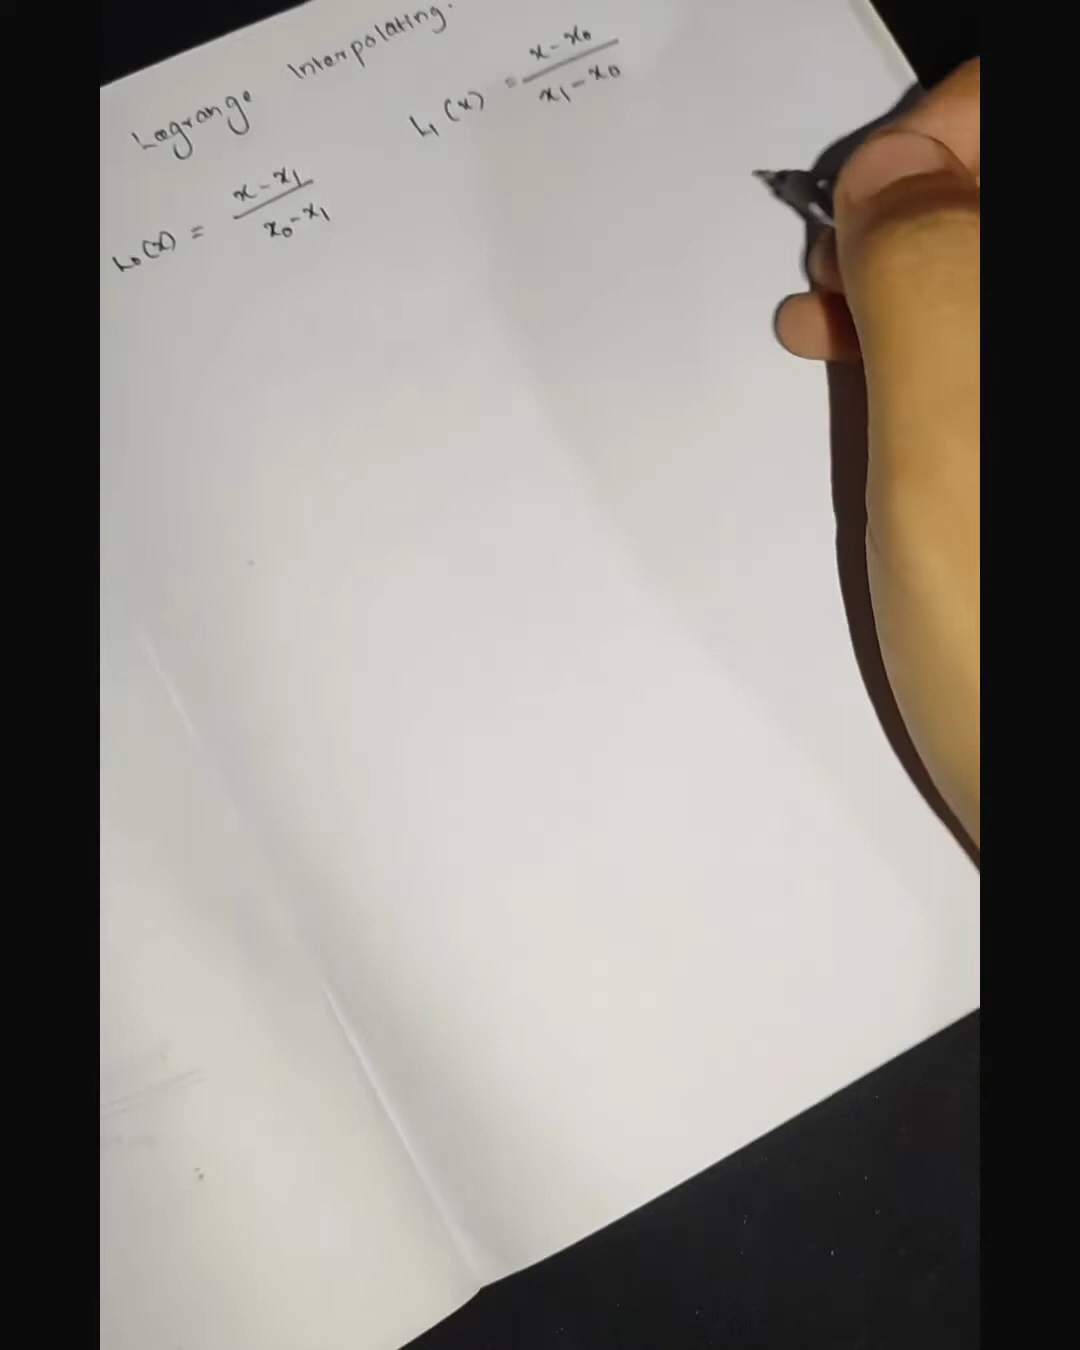 Lagrange Interpolating.
L₀(x) = x - x₁ / x₀ - x₁
L₁(x) = x - x₀ / x₁ - x₀